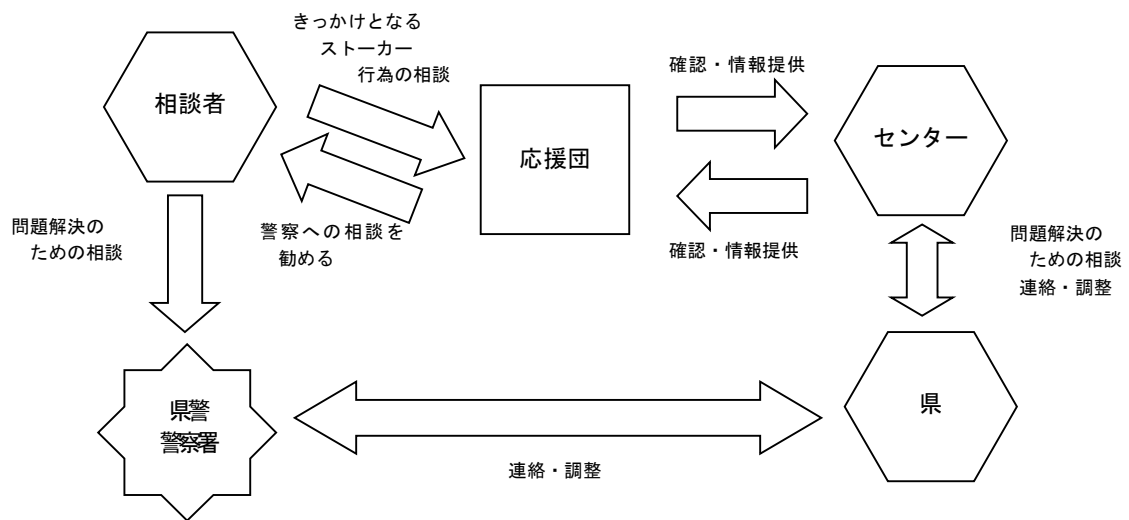 きっかけとなる
ストーカー
行為の相談
相談者
確認・情報提供
応援団
センター
警察への相談を
勧める
確認・情報提供
問題解決の
ための相談
問題解決の
ための相談
連絡・調整
県警
警察署
県
連絡・調整